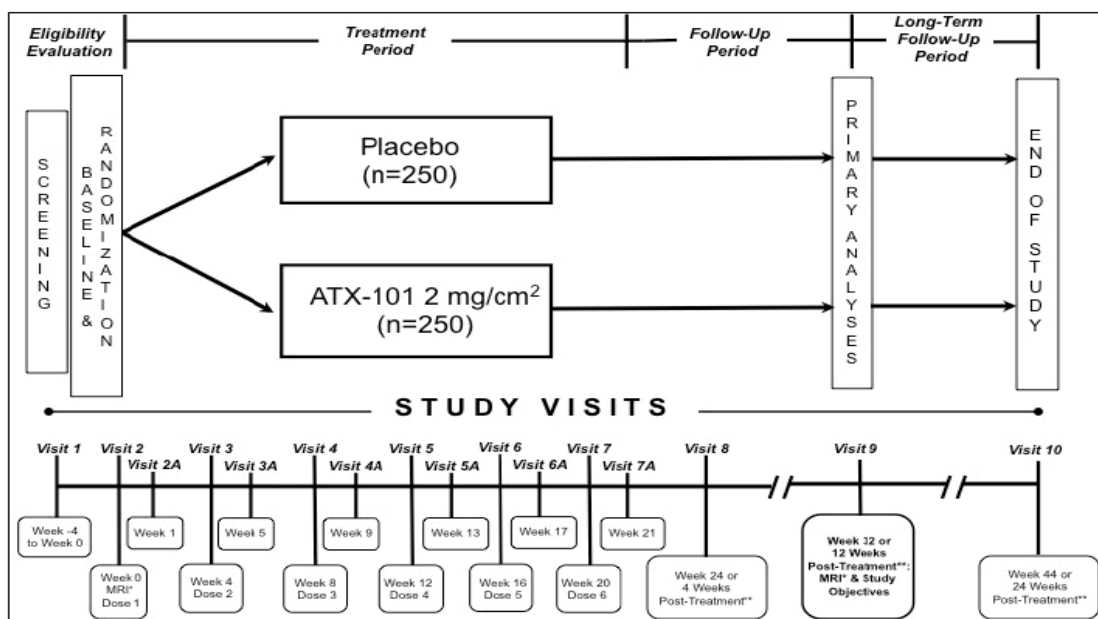 Eligibility
Evaluation
Treatment
Period
Follow-Up
Period
Long-Term
Follow-Up
Period
SCREENING
BASELINE &
RANDOMIZATION
Placebo
(n=250)
ATX-101 2 mg/cm²
(n=250)
PRIMARY ANALYSES
END OF STUDY
STUDY VISITS
Visit 1
Visit 2
Visit 2A
Visit 3
Visit 3A
Visit 4
Visit 4A
Visit 5
Visit 5A
Visit 6
Visit 6A
Visit 7
Visit 7A
Visit 8
Visit 9
Visit 10
Week -4
to Week 0
Week 0
MRI*
Dose 1
Week 1
Week 4
Dose 2
Week 5
Week 8
Dose 3
Week 9
Week 12
Dose 4
Week 13
Week 16
Dose 5
Week 17
Week 20
Dose 6
Week 21
Week 24 or
4 Weeks
Post-Treatment**
Week 32 or
12 Weeks
Post-Treatment**:
MRI* & Study
Objectives
Week 44 or
24 Weeks
Post-Treatment**